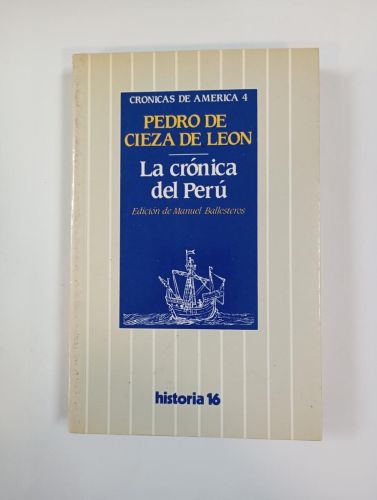 CRONICAS DE AMERICA 4
PEDRO DE
CIEZA DE LEON
La crónica
del Perú
Edición de Manuel Ballesteros
historia 16